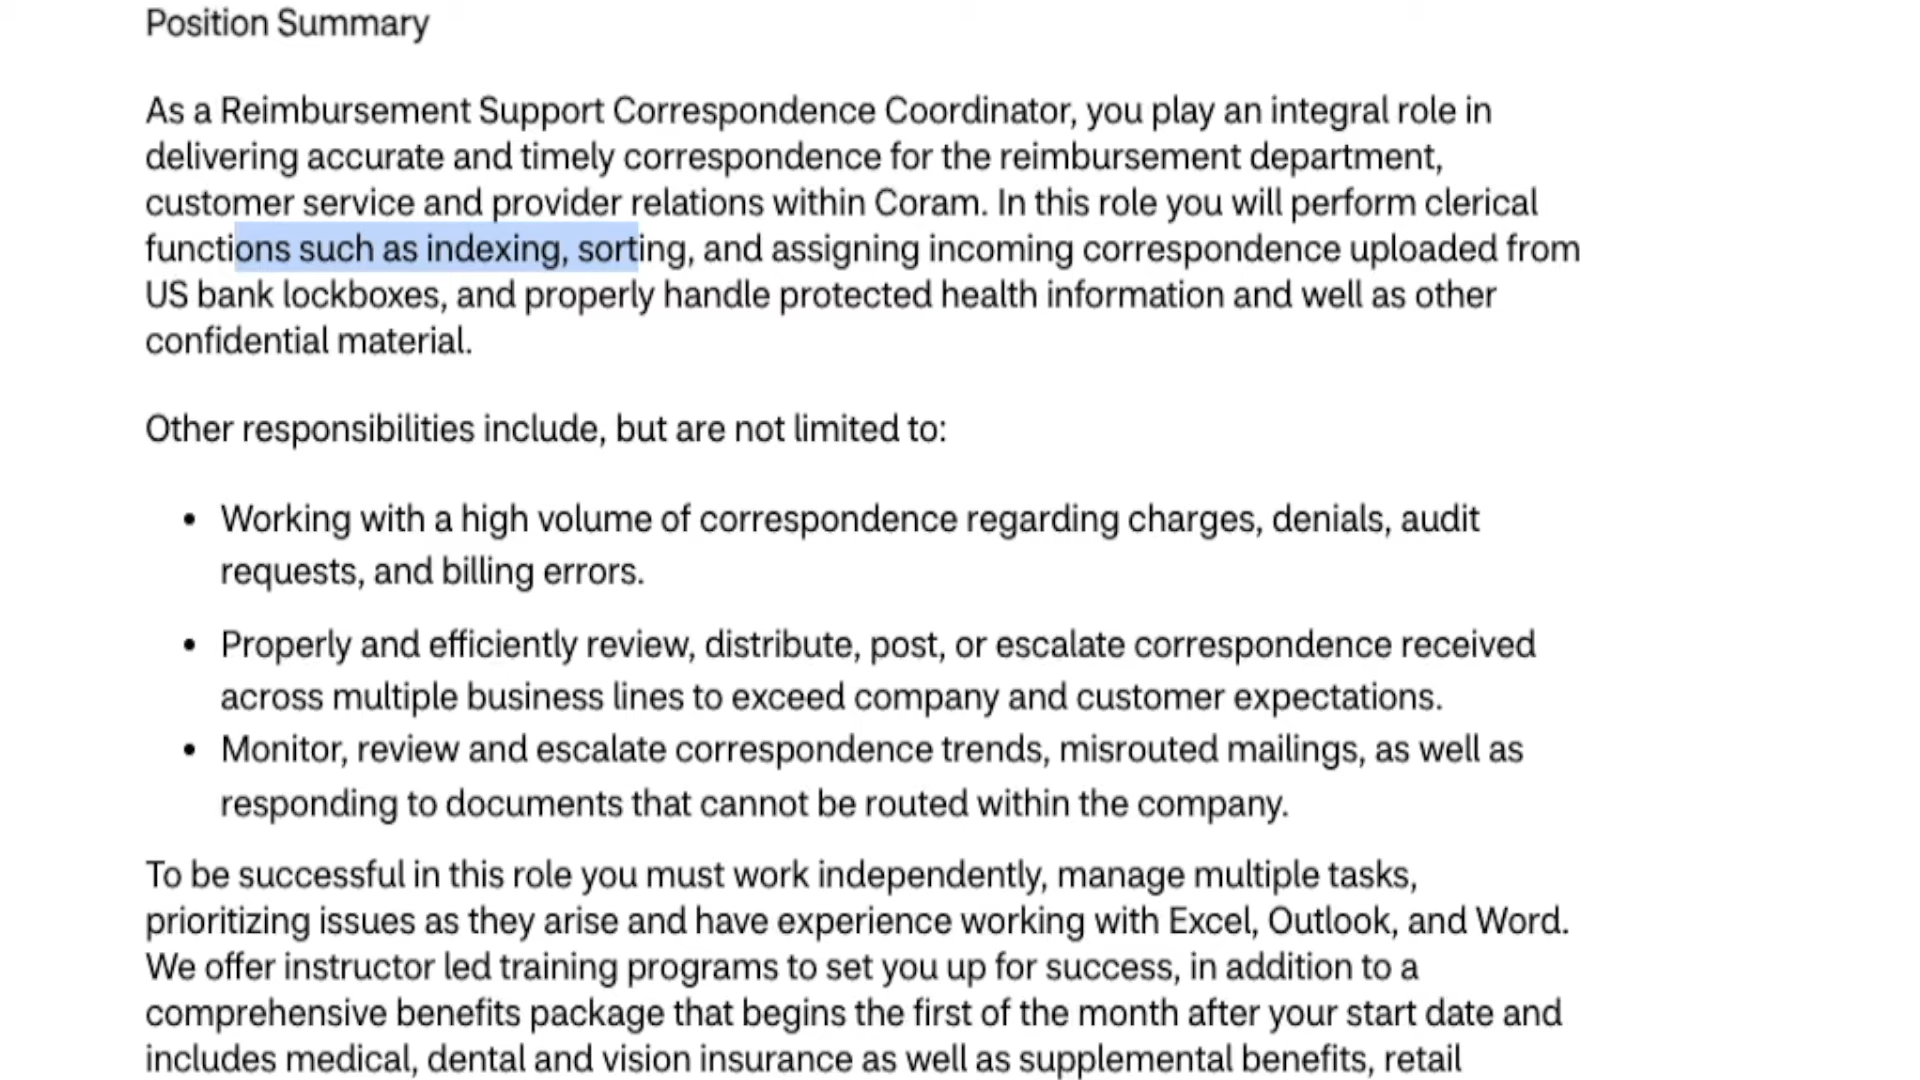 Position Summary
As a Reimbursement Support Correspondence Coordinator, you play an integral role in
delivering accurate and timely correspondence for the reimbursement department,
customer service and provider relations within Coram. In this role you will perform clerical
functions such as indexing, sorting, and assigning incoming correspondence uploaded from
US bank lockboxes, and properly handle protected health information and well as other
confidential material.
Other responsibilities include, but are not limited to:
• Working with a high volume of correspondence regarding charges, denials, audit
requests, and billing errors.
• Properly and efficiently review, distribute, post, or escalate correspondence received
across multiple business lines to exceed company and customer expectations.
• Monitor, review and escalate correspondence trends, misrouted mailings, as well as
responding to documents that cannot be routed within the company.
To be successful in this role you must work independently, manage multiple tasks,
prioritizing issues as they arise and have experience working with Excel, Outlook, and Word.
We offer instructor led training programs to set you up for success, in addition to a
comprehensive benefits package that begins the first of the month after your start date and
includes medical, dental and vision insurance as well as supplemental benefits, retail